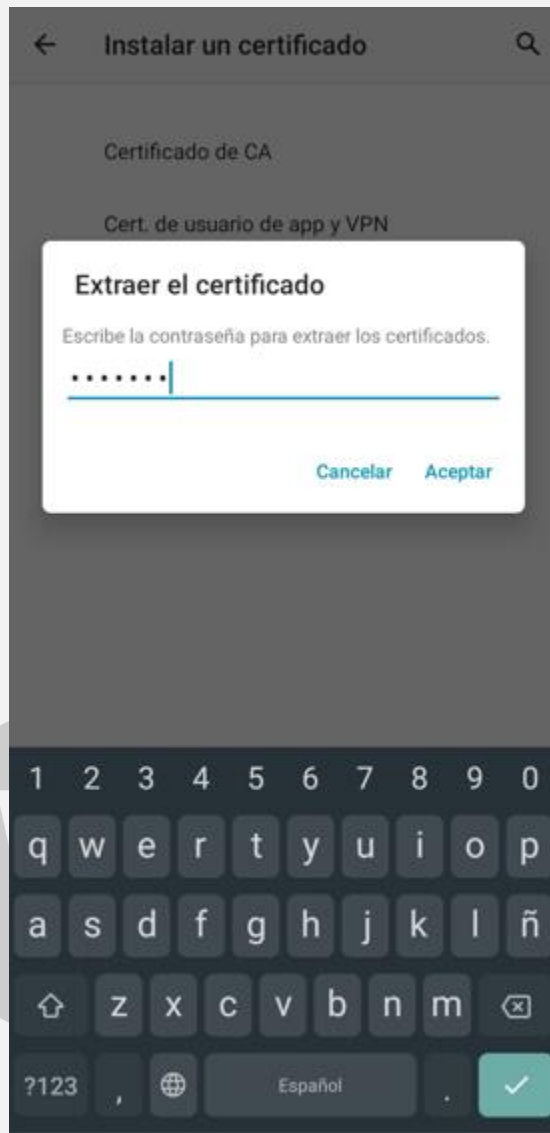 Instalar un certificado
Certificado de CA
Cert. de usuario de app y VPN
Extraer el certificado
Escribe la contraseña para extraer los certificados.
•••••••
Cancelar Aceptar
1 2 3 4 5 6 7 8 9 0
q w e r t y u i o p
a s d f g h j k l ñ
z x c v b n m
?123 , Español .